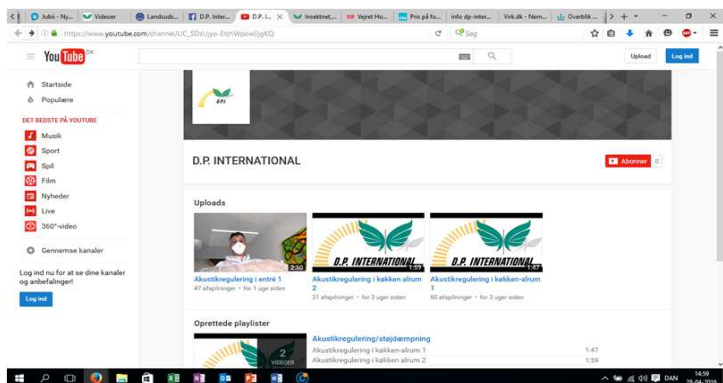 Jubii - Ny...
Videoer
Landsuds...
D.P. Inter...
D.P. I...
Insektnet,...
Vejret Ho...
Pris på fo...
info dp-inter...
Virk.dk - Nem...
Overblik ...
https://www.youtube.com/channel/
Søg
YouTube DK
Upload
Log ind
Startside
Populære
DET BEDSTE PÅ YOUTUBE
Musik
Sport
Spil
Film
Nyheder
Live
360°-video
Gennemse kanaler
Log ind nu for at se dine kanaler
og anbefalinger!
Log ind
D.P. INTERNATIONAL
Abonner 0
Uploads
2:50
D.P. INTERNATIONAL
1:59
D.P. INTERNATIONAL
1:47
Akustikregulering i entré 1
47 afspilninger • for 1 uge siden
Akustikregulering i køkken alrum
2
31 afspilninger • for 3 uger siden
Akustikregulering i køkken-alrum
1
60 afspilninger • for 3 uger siden
Oprettede playlister
2
VIDEOER
Akustikregulering/støjdæmpning
Akustikregulering i køkken-alrum 1 1:47
Akustikregulering i køkken alrum 2 1:59
DAN
14:59